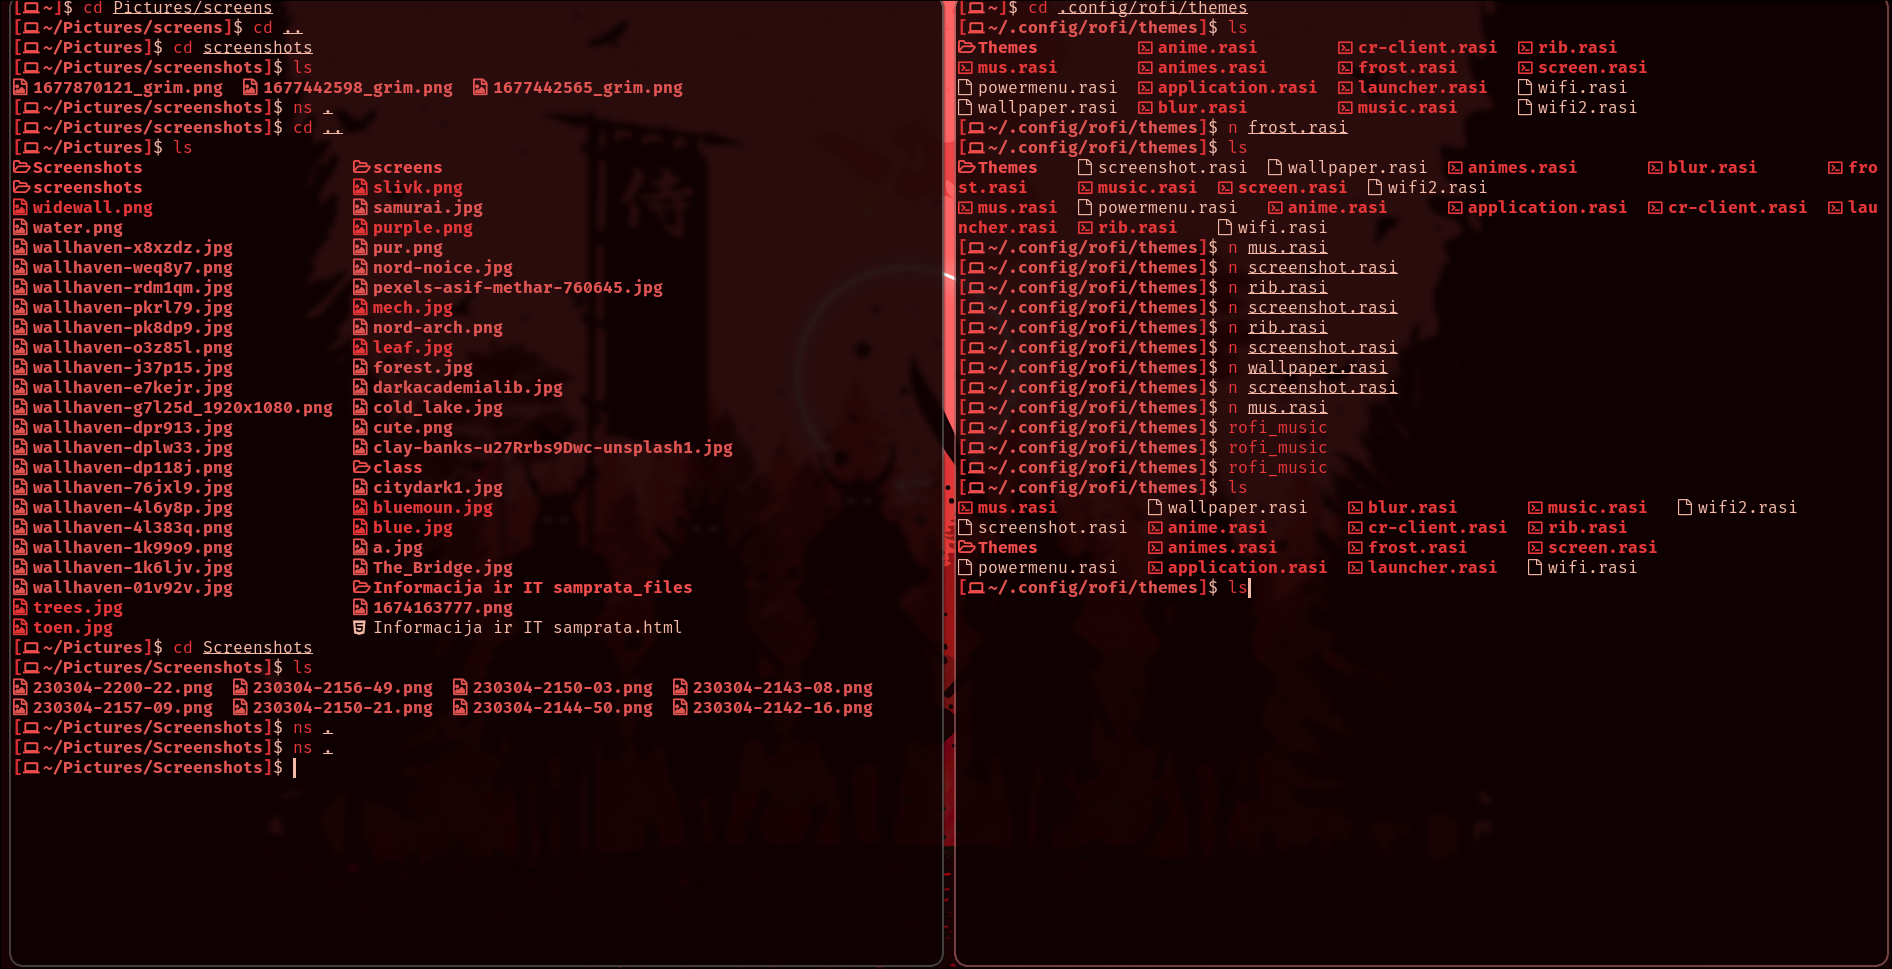 [~]$ cd Pictures/screens
[~/Pictures/screens]$ cd ..
[~/Pictures]$ cd screenshots
[~/Pictures/screenshots]$ ls
1677870121_grim.png 1677442598_grim.png 1677442565_grim.png
[~/Pictures/screenshots]$ ns .
[~/Pictures/screenshots]$ cd ..
[~/Pictures]$ ls
Screenshots screens
screenshots slivk.png
widewall.png samurai.jpg
water.png purple.png
wallhaven-x8xzdz.jpg pur.png
wallhaven-weq8y7.png nord-noice.jpg
wallhaven-rdm1qm.jpg pexels-asif-methar-760645.jpg
wallhaven-pkrl79.jpg mech.jpg
wallhaven-pk8dp9.jpg nord-arch.png
wallhaven-o3z85l.png leaf.jpg
wallhaven-j37p15.jpg forest.jpg
wallhaven-e7kejr.jpg darkacademialib.jpg
wallhaven-g7l25d_1920x1080.png cold_lake.jpg
wallhaven-dpr913.jpg cute.png
wallhaven-dplw33.jpg clay-banks-u27Rrbs9Dwc-unsplash1.jpg
wallhaven-dp118j.png class
wallhaven-76jxl9.jpg citydark1.jpg
wallhaven-4l6y8p.jpg bluemoun.jpg
wallhaven-4l383q.png blue.jpg
wallhaven-1k99o9.png a.jpg
wallhaven-1k6ljv.jpg The_Bridge.jpg
wallhaven-01v92v.jpg Informacija ir IT samprata_files
trees.jpg 1674163777.png
toen.jpg Informacija ir IT samprata.html
[~/Pictures]$ cd Screenshots
[~/Pictures/Screenshots]$ ls
230304-2200-22.png 230304-2156-49.png 230304-2150-03.png 230304-2143-08.png
230304-2157-09.png 230304-2150-21.png 230304-2144-50.png 230304-2142-16.png
[~/Pictures/Screenshots]$ ns .
[~/Pictures/Screenshots]$ ns .
[~/Pictures/Screenshots]$
侍
[~]$ cd .config/rofi/themes
[~/.config/rofi/themes]$ ls
Themes anime.rasi cr-client.rasi rib.rasi
mus.rasi animes.rasi frost.rasi screen.rasi
powermenu.rasi application.rasi launcher.rasi wifi.rasi
wallpaper.rasi blur.rasi music.rasi wifi2.rasi
[~/.config/rofi/themes]$ n frost.rasi
[~/.config/rofi/themes]$ ls
Themes screenshot.rasi wallpaper.rasi animes.rasi blur.rasi fro
st.rasi music.rasi screen.rasi wifi2.rasi
mus.rasi powermenu.rasi anime.rasi application.rasi cr-client.rasi lau
ncher.rasi rib.rasi wifi.rasi
[~/.config/rofi/themes]$ n mus.rasi
[~/.config/rofi/themes]$ n screenshot.rasi
[~/.config/rofi/themes]$ n rib.rasi
[~/.config/rofi/themes]$ n screenshot.rasi
[~/.config/rofi/themes]$ n rib.rasi
[~/.config/rofi/themes]$ n screenshot.rasi
[~/.config/rofi/themes]$ n wallpaper.rasi
[~/.config/rofi/themes]$ n screenshot.rasi
[~/.config/rofi/themes]$ n mus.rasi
[~/.config/rofi/themes]$ rofi_music
[~/.config/rofi/themes]$ rofi_music
[~/.config/rofi/themes]$ rofi_music
[~/.config/rofi/themes]$ ls
mus.rasi wallpaper.rasi blur.rasi music.rasi wifi2.rasi
screenshot.rasi anime.rasi cr-client.rasi rib.rasi
Themes animes.rasi frost.rasi screen.rasi
powermenu.rasi application.rasi launcher.rasi wifi.rasi
[~/.config/rofi/themes]$ ls